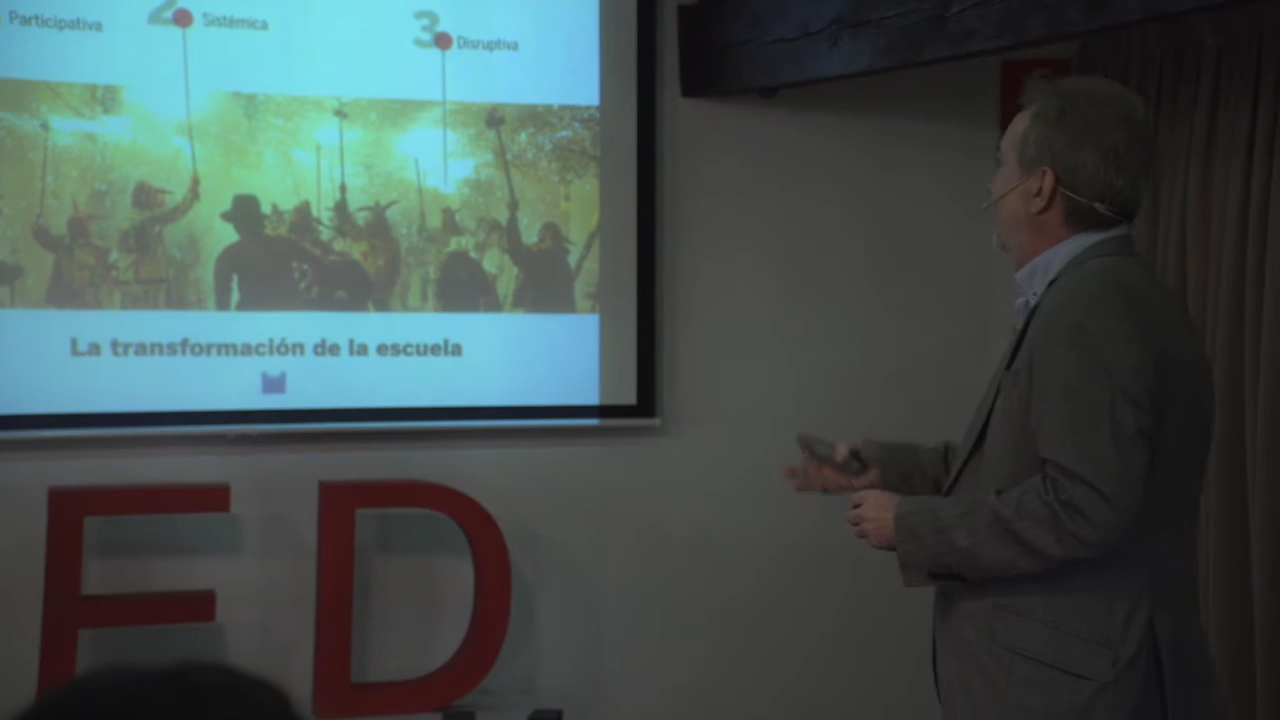 Participativa
2 Sistémica
3 Disruptiva
La transformación de la escuela
ED